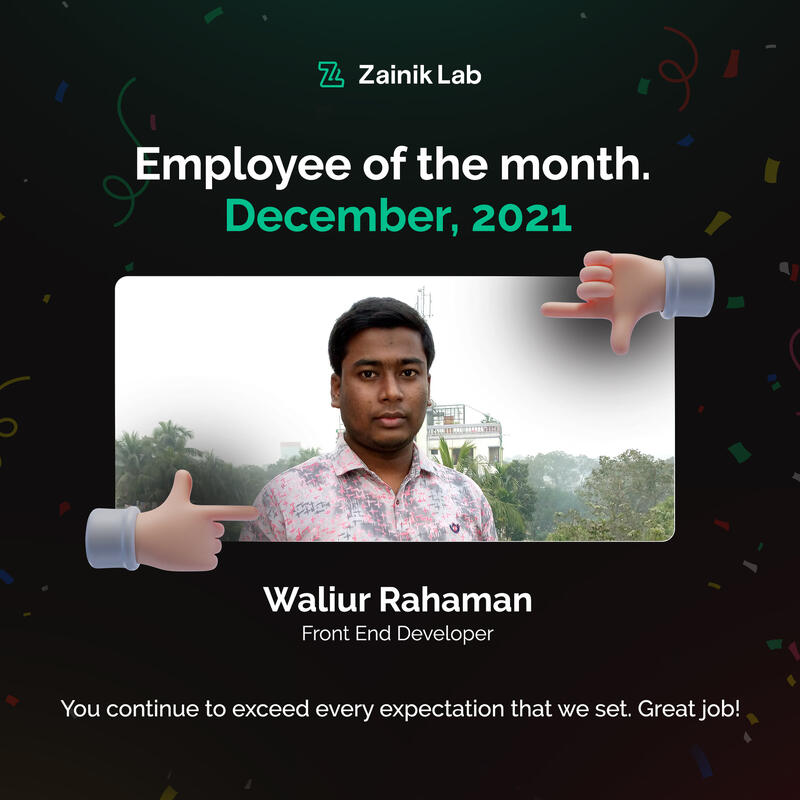 Zainik Lab
Employee of the month.
December, 2021
Waliur Rahaman
Front End Developer
You continue to exceed every expectation that we set. Great job!